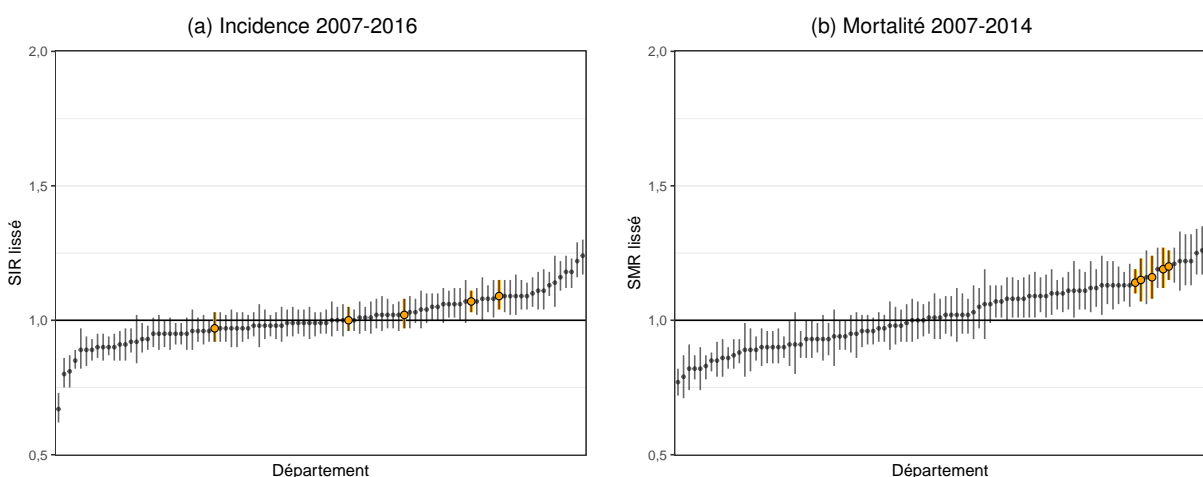 (a) Incidence 2007-2016
2,0
1,5
1,0
0,5
SIR lissé
Département
(b) Mortalité 2007-2014
2,0
1,5
1,0
0,5
SMR lissé
Département